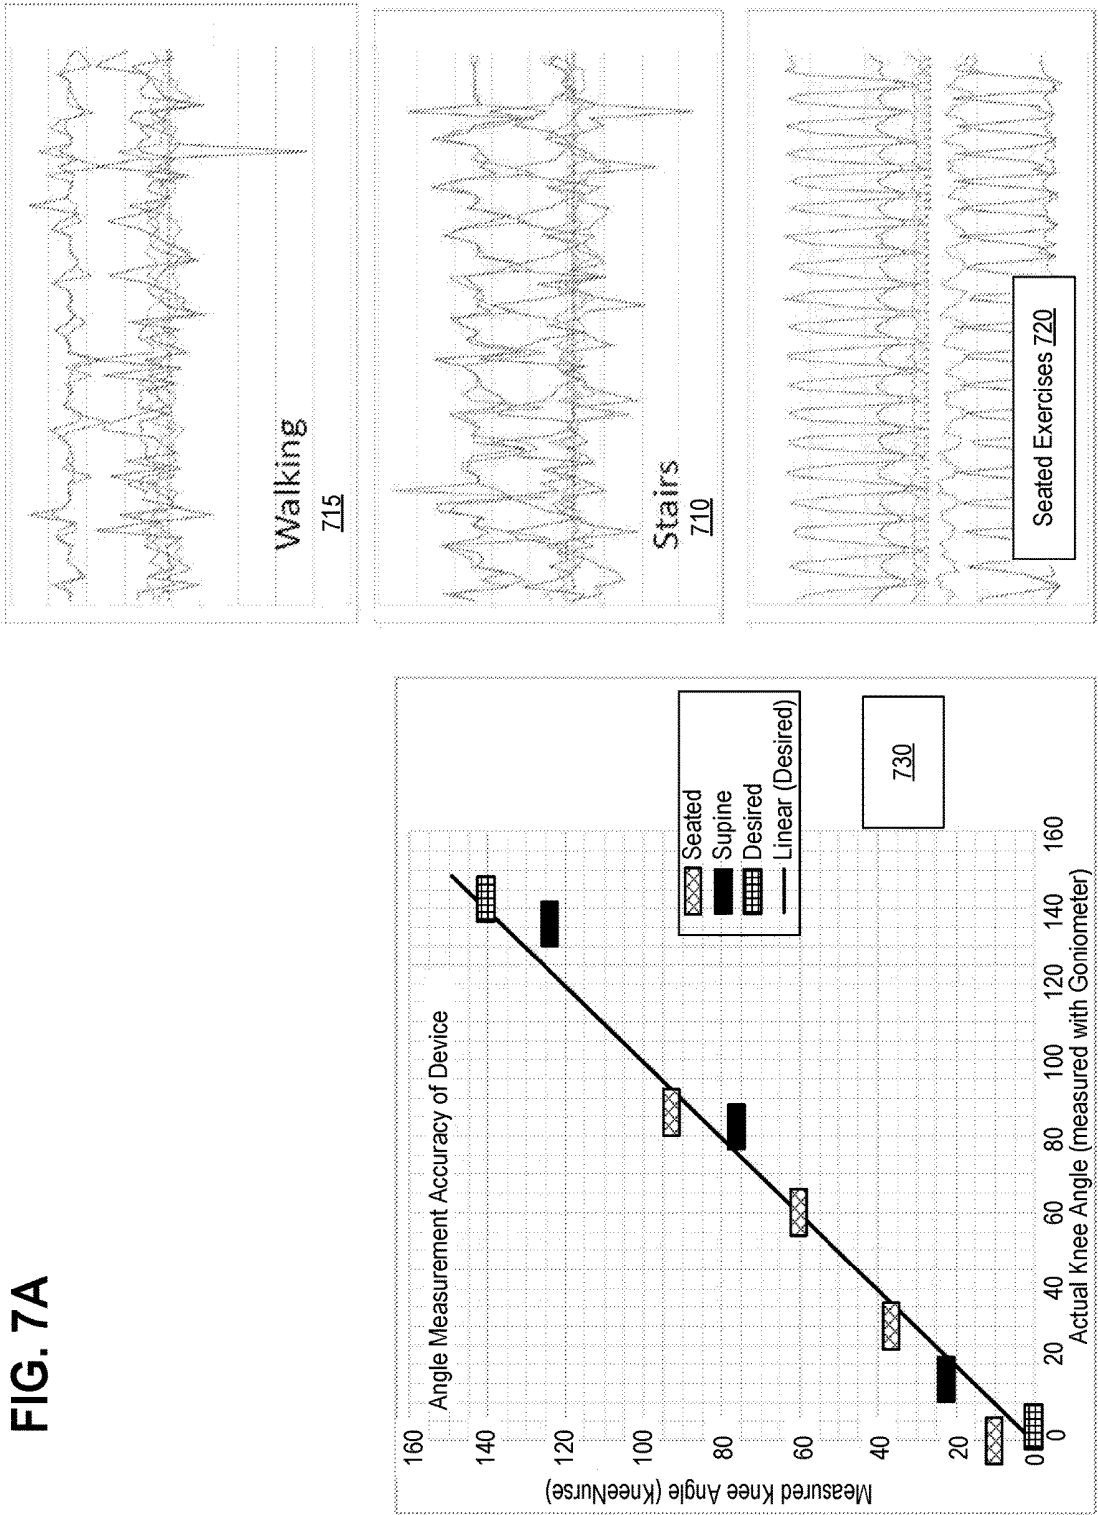 FIG. 7A
Angle Measurement Accuracy of Device
Measured Knee Angle (KneeNurse)
160
140
120
100
80
60
40
20
0
0
20
40
60
80
100
120
140
160
Actual Knee Angle (measured with Goniometer)
Seated
Supine
Desired
Linear (Desired)
730
Walking
715
Stairs
710
Seated Exercises 720